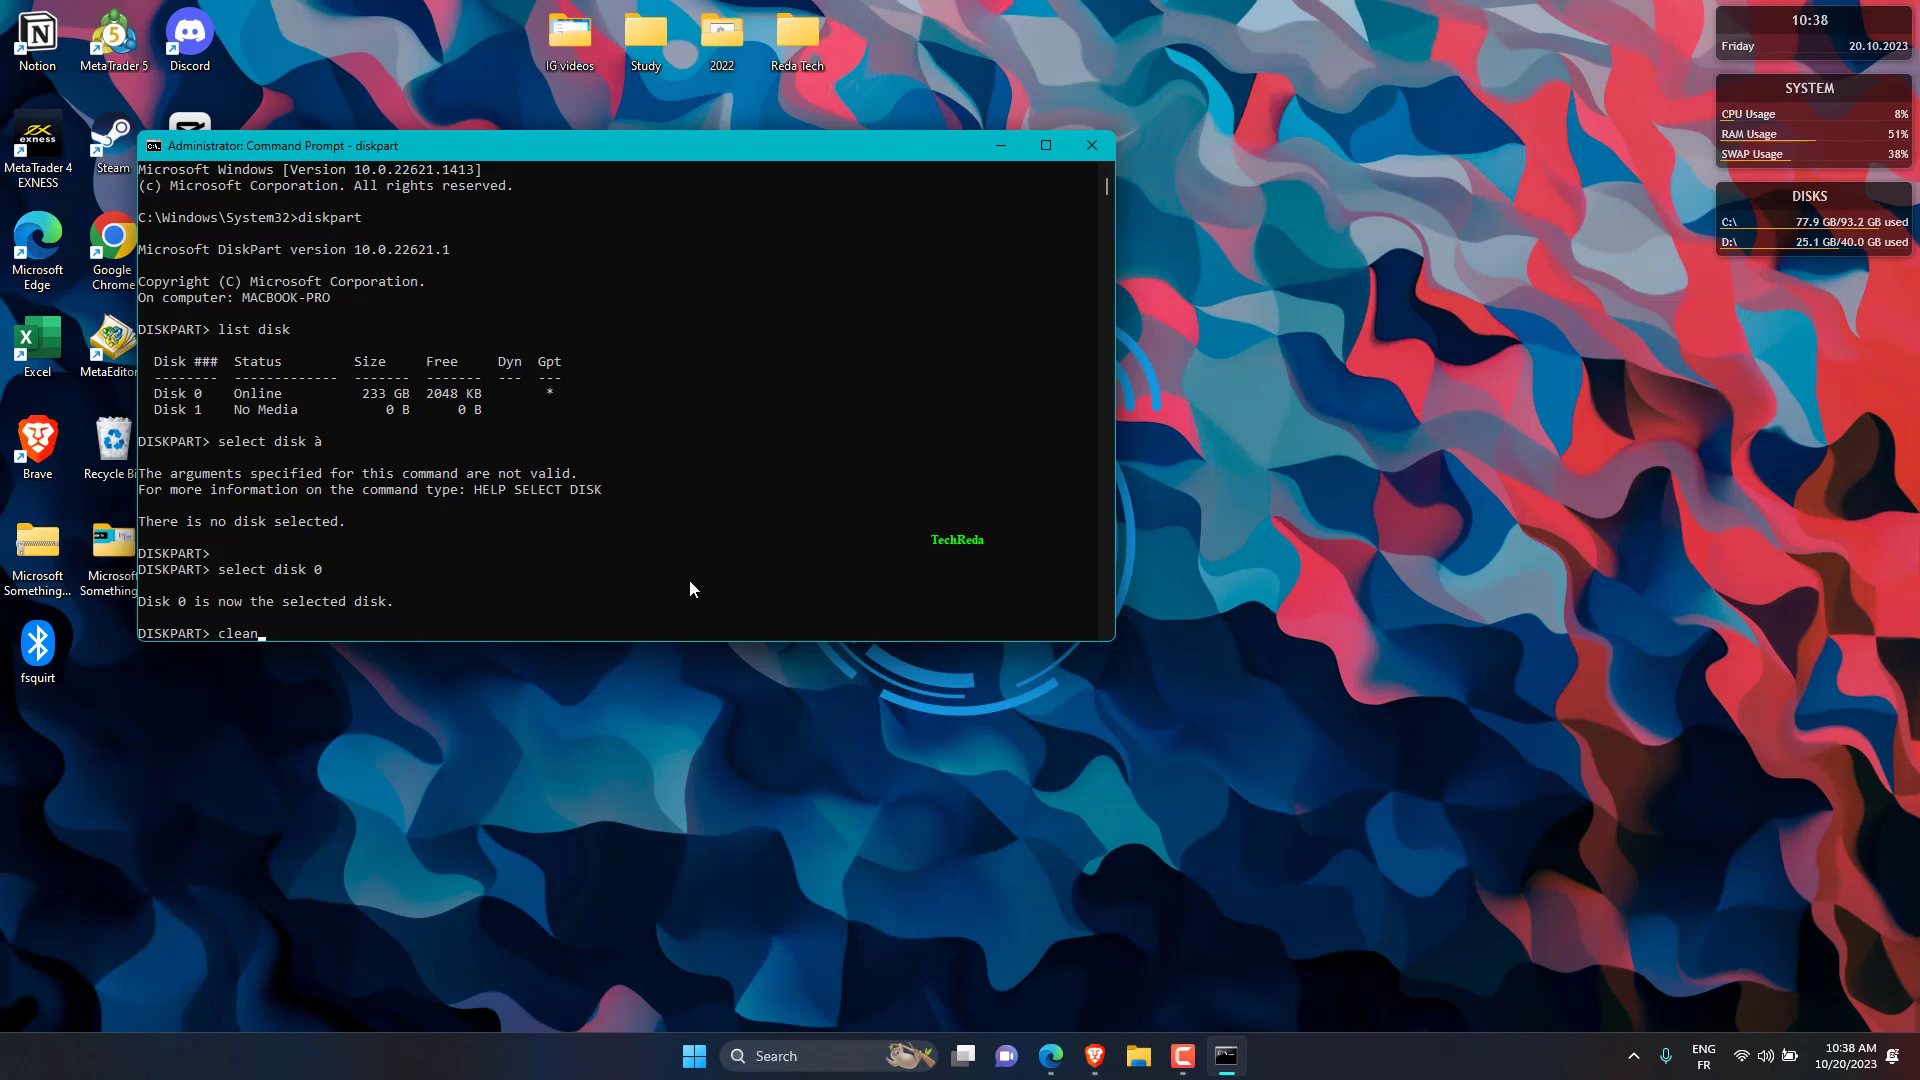 Notion
MetaTrader 5
Discord
IG videos
Study
2022
Reda Tech
10:38
Friday 20.10.2023
SYSTEM
CPU Usage 8%
RAM Usage 51%
SWAP Usage 38%
DISKS
C:\ 77.9 GB/93.2 GB used
D:\ 25.1 GB/40.0 GB used
exness
MetaTrader 4
EXNESS
Steam
Microsoft
Edge
Google
Chrome
Excel
MetaEditor
Brave
Recycle Bi
Microsoft
Something...
Microsof
Something
fsquirt
Administrator: Command Prompt - diskpart
Microsoft Windows [Version 10.0.22621.1413]
(c) Microsoft Corporation. All rights reserved.
C:\Windows\System32>diskpart
Microsoft DiskPart version 10.0.22621.1
Copyright (C) Microsoft Corporation.
On computer: MACBOOK-PRO
DISKPART> list disk
Disk ### Status Size Free Dyn Gpt
-------- ------------- ------- ------- --- ---
Disk 0 Online 233 GB 2048 KB *
Disk 1 No Media 0 B 0 B
DISKPART> select disk à
The arguments specified for this command are not valid.
For more information on the command type: HELP SELECT DISK
There is no disk selected.
DISKPART>
DISKPART> select disk 0
Disk 0 is now the selected disk.
DISKPART> clean_
TechReda
Search
ENG
FR
10:38 AM
10/20/2023